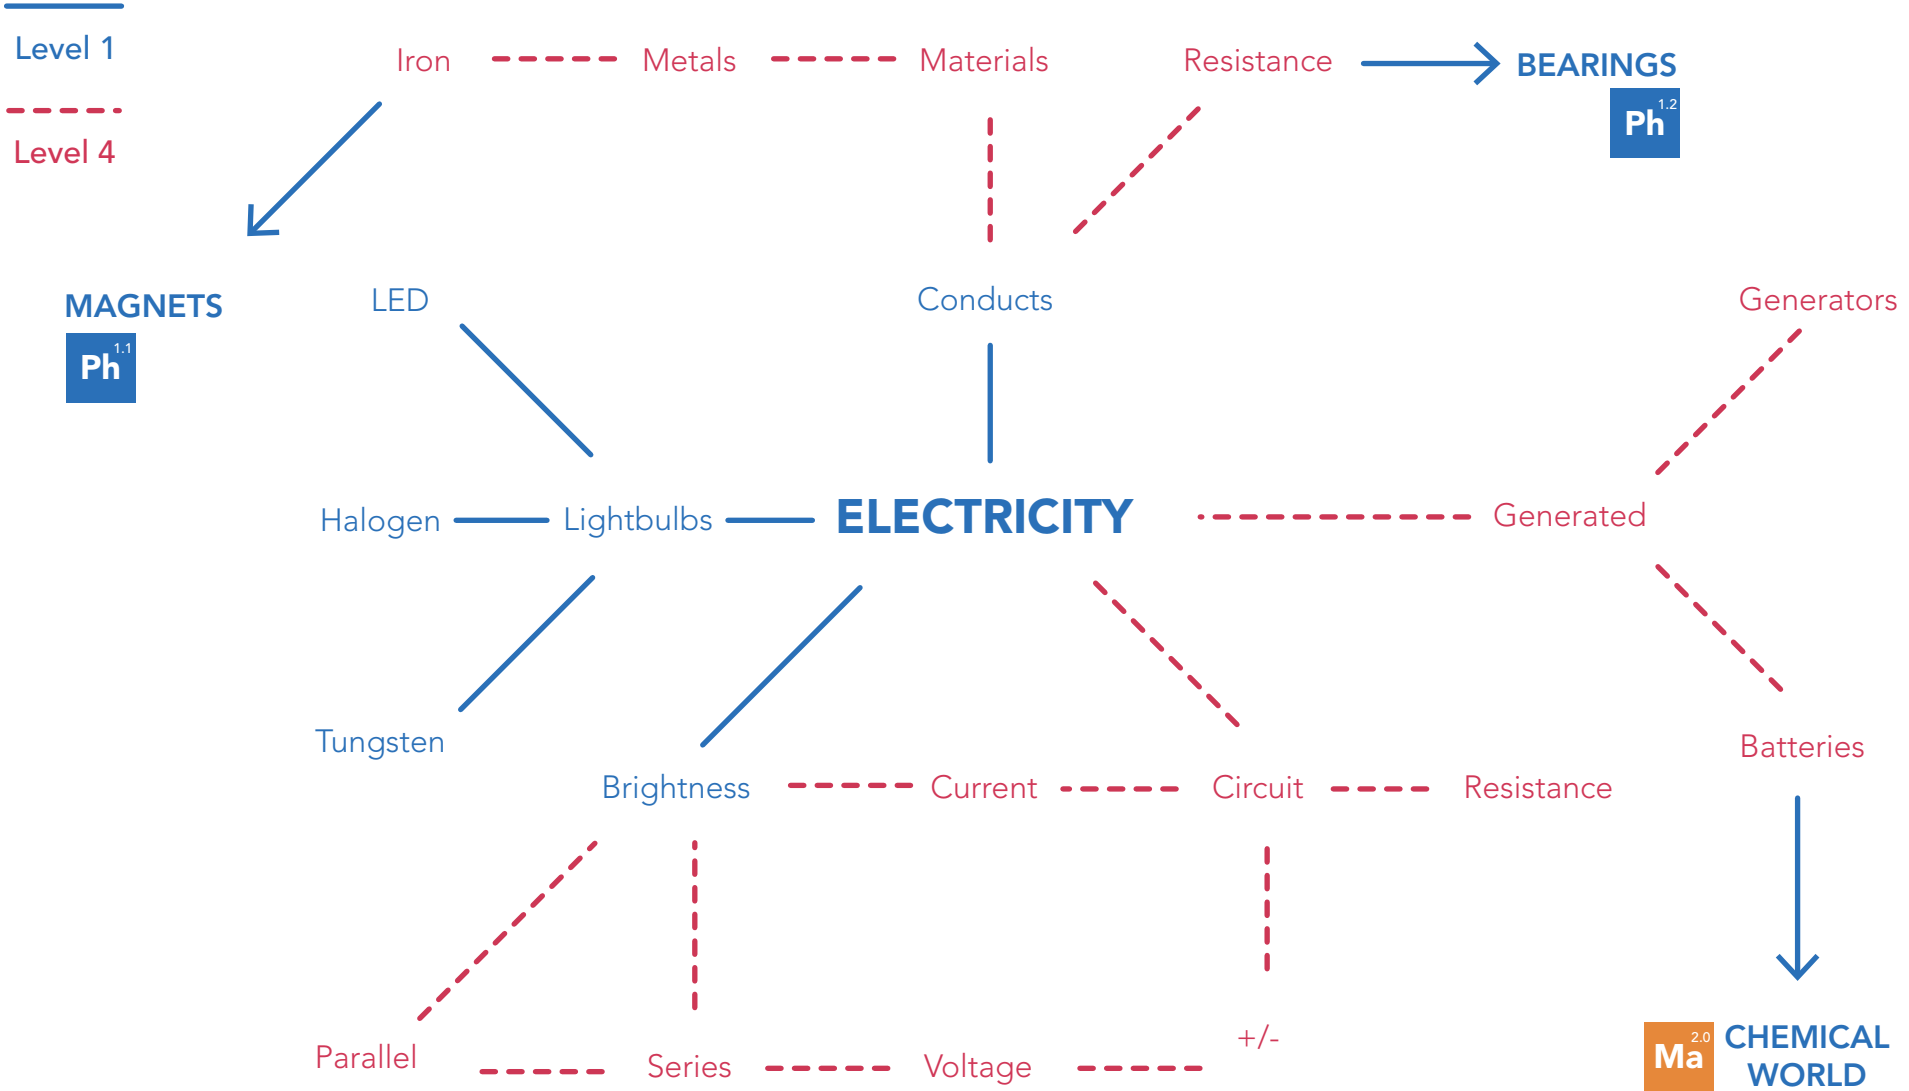 Level 1
Iron
Metals
Materials
Resistance
BEARINGS
Ph 1.2
Level 4
MAGNETS
Ph 1.1
LED
Conducts
Generators
Halogen
Lightbulbs
ELECTRICITY
Generated
Tungsten
Batteries
Brightness
Current
Circuit
Resistance
Parallel
Series
Voltage
+/-
Ma 2.0
CHEMICAL
WORLD